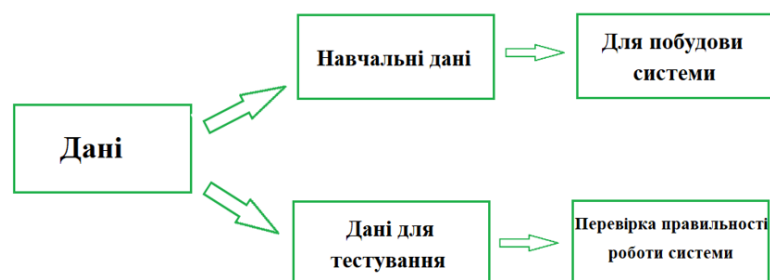 Дані
Навчальні дані
Для побудови
системи
Дані для
тестування
Перевірка правильності
роботи системи